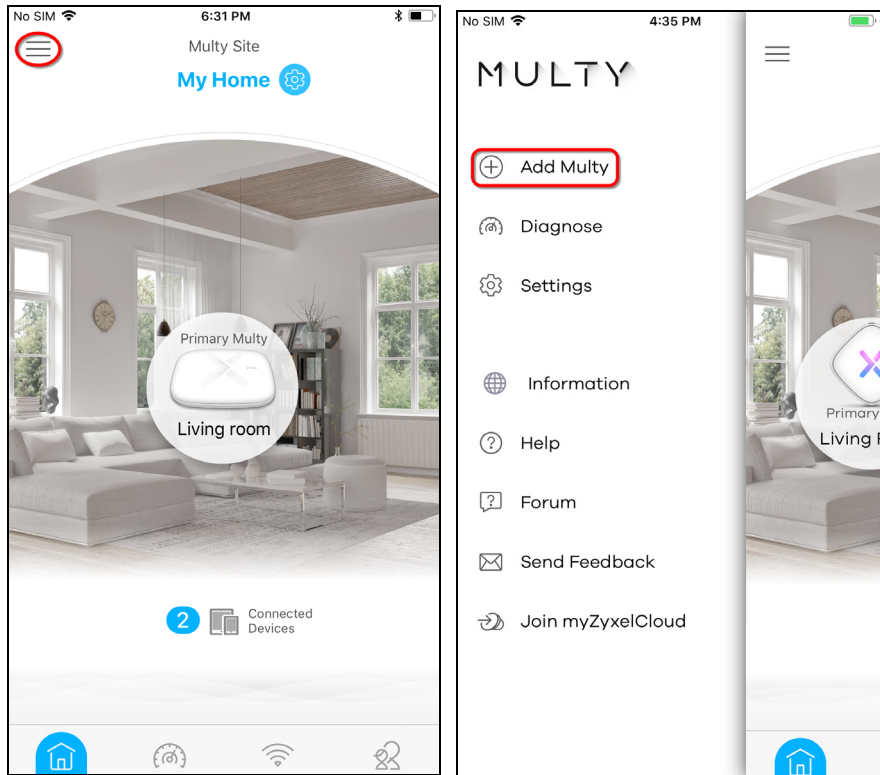 No SIM 6:31 PM
Multy Site
My Home
Primary Multy
Living room
2 Connected
Devices
No SIM 4:35 PM
MULTY
Add Multy
Diagnose
Settings
Information
Help
Forum
Send Feedback
Join myZyxelCloud
Primary
Living